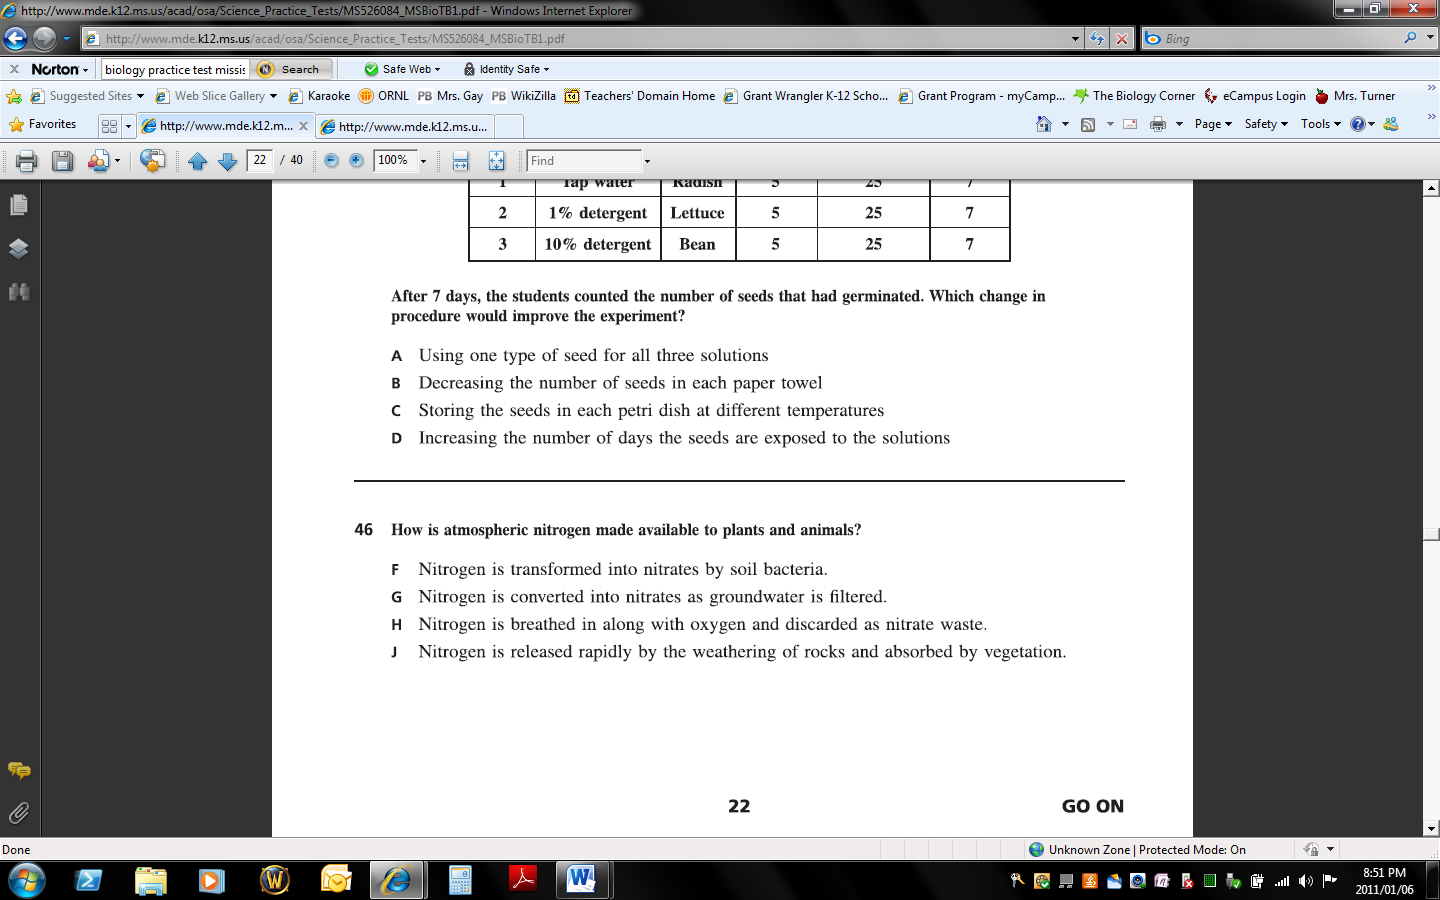 http://www.mde.k12.ms.us/acad/osa/Science_Practice_Tests/MS526084_MSBioTB1.pdf - Windows Internet Explorer
http://www.mde.k12.ms.us/acad/osa/Science_Practice_Tests/MS526084_MSBioTB1.pdf
Bing
x Norton biology practice test missis Search Safe Web Identity Safe
Suggested Sites Web Slice Gallery Karaoke ORNL PB Mrs. Gay PB WikiZilla td Teachers' Domain Home Grant Wrangler K-12 Scho... Grant Program - myCamp... The Biology Corner eCampus Login Mrs. Turner
Favorites http://www.mde.k12.m... http://www.mde.k12.ms.u... Page Safety Tools
22 / 40 100% Find
1 Tap water Radish 5 25 7
2 1% detergent Lettuce 5 25 7
3 10% detergent Bean 5 25 7
After 7 days, the students counted the number of seeds that had germinated. Which change in
procedure would improve the experiment?
A Using one type of seed for all three solutions
B Decreasing the number of seeds in each paper towel
C Storing the seeds in each petri dish at different temperatures
D Increasing the number of days the seeds are exposed to the solutions
46 How is atmospheric nitrogen made available to plants and animals?
F Nitrogen is transformed into nitrates by soil bacteria.
G Nitrogen is converted into nitrates as groundwater is filtered.
H Nitrogen is breathed in along with oxygen and discarded as nitrate waste.
J Nitrogen is released rapidly by the weathering of rocks and absorbed by vegetation.
22 GO ON
Done Unknown Zone | Protected Mode: On
8:51 PM
2011/01/06